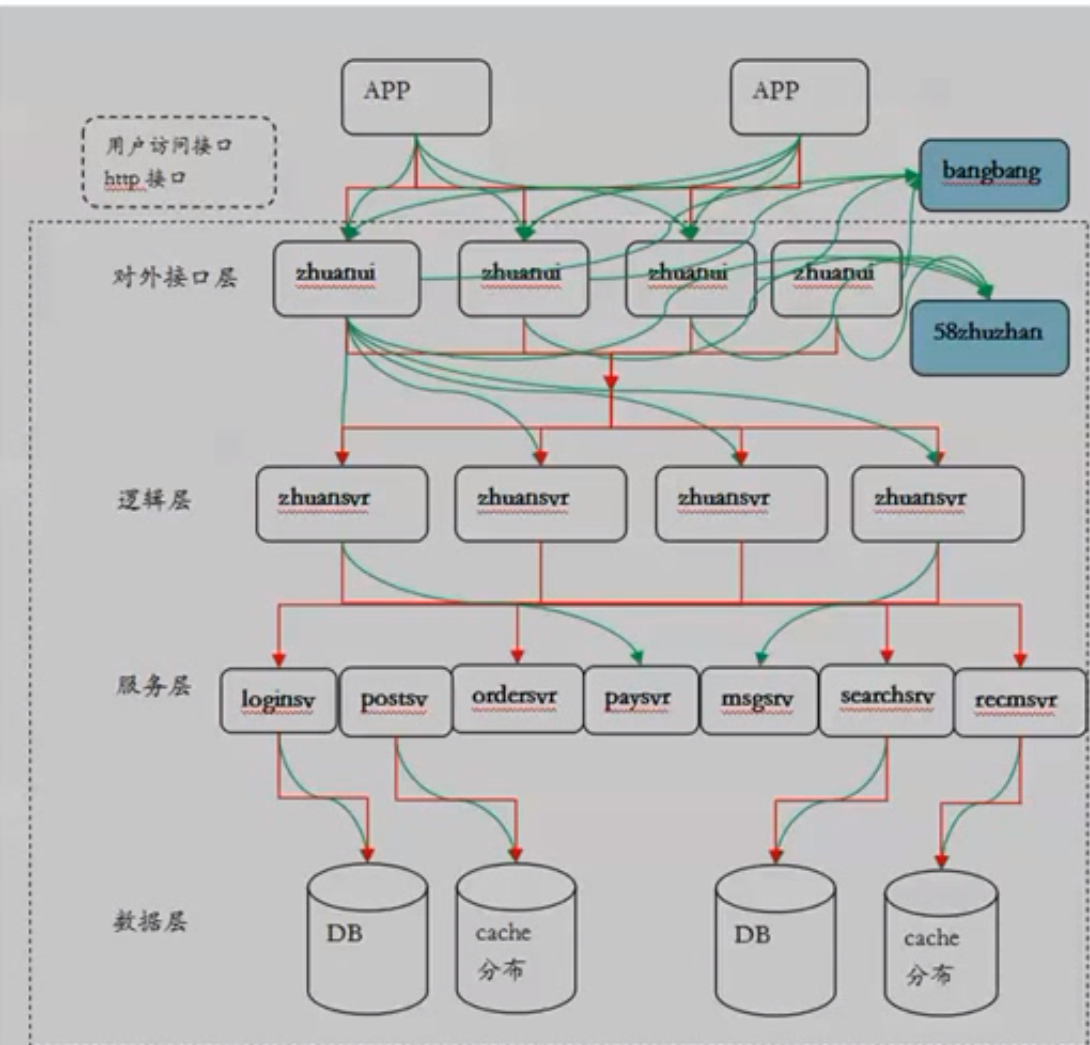 APP
APP
用户访问接口
http 接口
bangbang
对外接口层
zhuanui
zhuanui
zhuanui
zhuanui
58zhuzhan
逻辑层
zhuansvr
zhuansvr
zhuansvr
zhuansvr
服务层
loginsv
postsv
ordersvr
paysvr
msgsrv
searchsrv
recmsvr
数据层
DB
cache
分布
DB
cache
分布